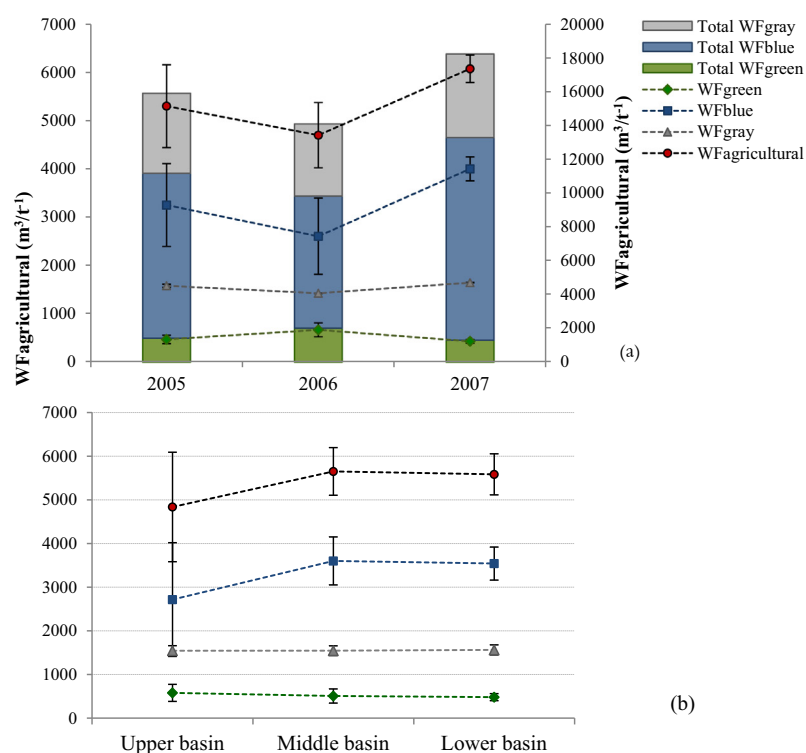 7000
6000
5000
4000
3000
2000
1000
0
WFagricultural (m³/t⁻¹)
20000
18000
16000
14000
12000
10000
8000
6000
4000
2000
0
WFagricultural (m³/t⁻¹)
2005 2006 2007
Total WFgray
Total WFblue
Total WFgreen
WFgreen
WFblue
WFgray
WFagricultural
(a)
7000
6000
5000
4000
3000
2000
1000
0
Upper basin Middle basin Lower basin
(b)